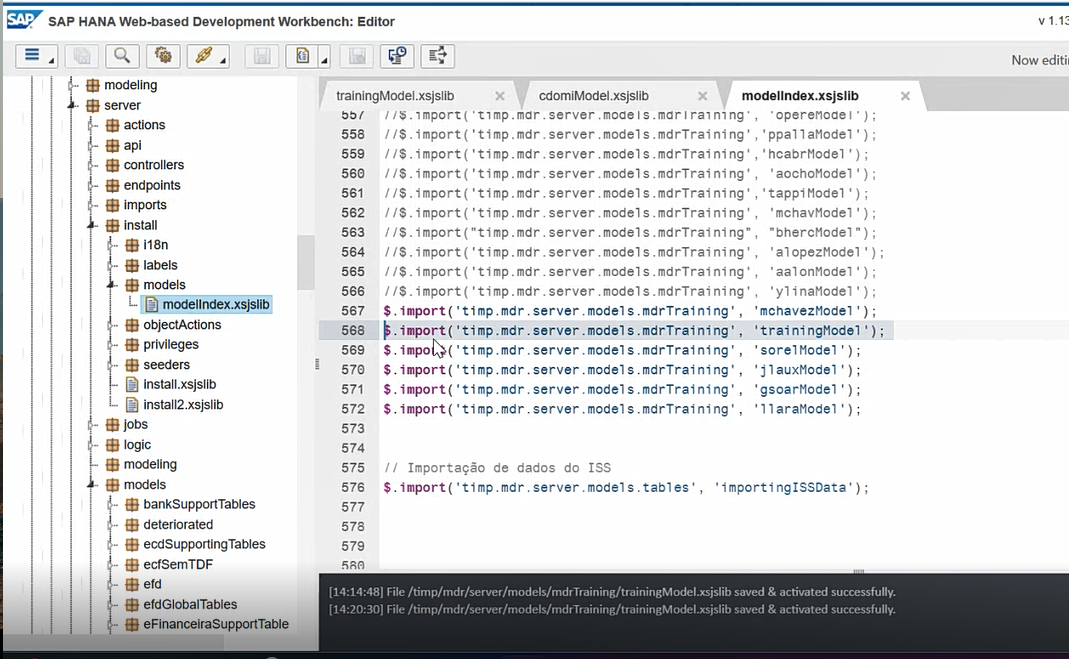 SAP SAP HANA Web-based Development Workbench: Editor
v 1.13
Now editi
modeling
server
actions
api
controllers
endpoints
imports
install
i18n
labels
models
modelIndex.xsjslib
objectActions
privileges
seeders
install.xsjslib
install2.xsjslib
jobs
logic
modeling
models
bankSupportTables
deteriorated
ecdSupportingTables
ecfSemTDF
efd
efdGlobalTables
eFinanceiraSupportTable
trainingModel.xsjslib
cdomiModel.xsjslib
modelIndex.xsjslib
557 //$.import('timp.mdr.server.models.mdrTraining', 'opereModel');
558 //$.import('timp.mdr.server.models.mdrTraining','ppallaModel');
559 //$.import('timp.mdr.server.models.mdrTraining','hcabrModel');
560 //$.import('timp.mdr.server.models.mdrTraining', 'aochoModel');
561 //$.import('timp.mdr.server.models.mdrTraining','tappiModel');
562 //$.import('timp.mdr.server.models.mdrTraining', 'mchavModel');
563 //$.import("timp.mdr.server.models.mdrTraining", "bhercModel");
564 //$.import('timp.mdr.server.models.mdrTraining', 'alopezModel');
565 //$.import('timp.mdr.server.models.mdrTraining', 'aalonModel');
566 //$.import('timp.mdr.server.models.mdrTraining', 'ylinaModel');
567 $.import('timp.mdr.server.models.mdrTraining', 'mchavezModel');
568 $.import('timp.mdr.server.models.mdrTraining', 'trainingModel');
569 $.import('timp.mdr.server.models.mdrTraining', 'sorelModel');
570 $.import('timp.mdr.server.models.mdrTraining', 'jlauxModel');
571 $.import('timp.mdr.server.models.mdrTraining', 'gsoarModel');
572 $.import('timp.mdr.server.models.mdrTraining', 'llaraModel');
573
574
575 // Importação de dados do ISS
576 $.import('timp.mdr.server.models.tables', 'importingISSData');
577
578
579
580
[14:14:48] File /timp/mdr/server/models/mdrTraining/trainingModel.xsjslib saved & activated successfully.
[14:20:30] File /timp/mdr/server/models/mdrTraining/trainingModel.xsjslib saved & activated successfully.